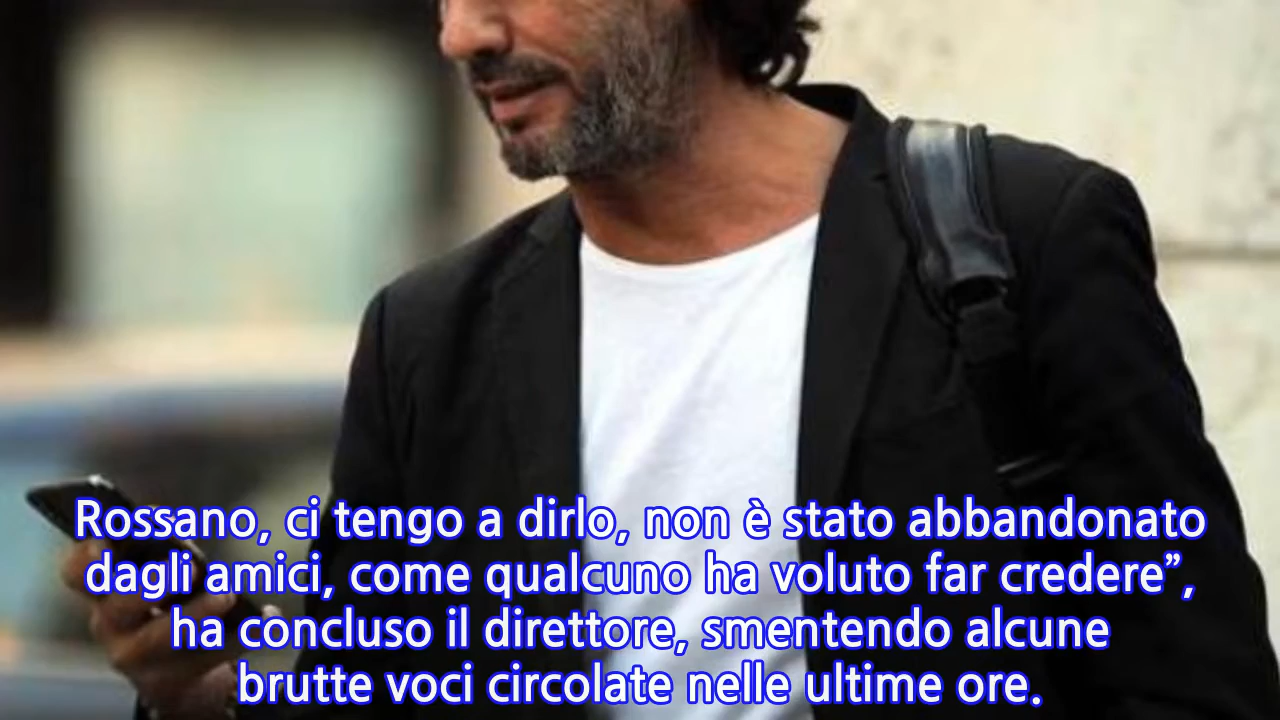 Rossano, ci tengo a dirlo, non è stato abbandonato
dagli amici, come qualcuno ha voluto far credere”,
ha concluso il direttore, smentendo alcune
brutte voci circolate nelle ultime ore.